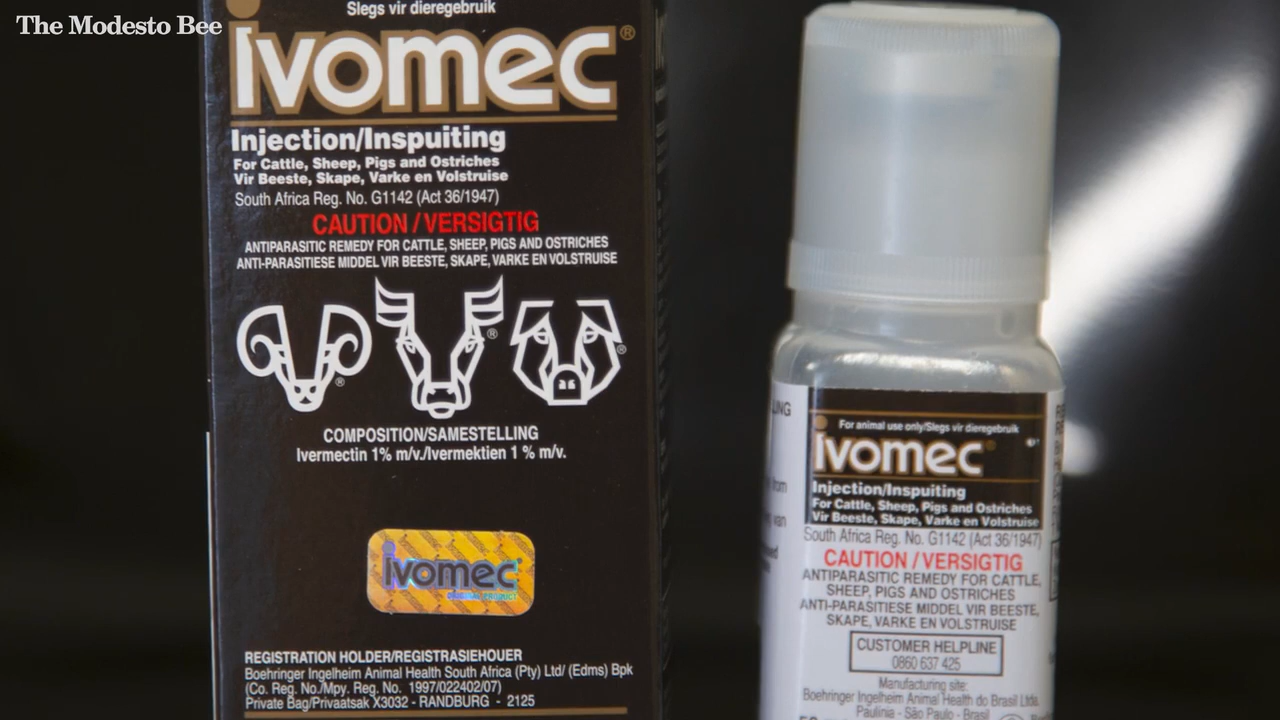 The Modesto Bee
Slegs vir dieregebruik
ivomec®
Injection/Inspuiting
For Cattle, Sheep, Pigs and Ostriches
Vir Beeste, Skape, Varke en Volstruise
South Africa Reg. No. G1142 (Act 36/1947)
CAUTION / VERSIGTIG
ANTIPARASITIC REMEDY FOR CATTLE, SHEEP, PIGS AND OSTRICHES
ANTI-PARASITIESE MIDDEL VIR BEESTE, SKAPE, VARKE EN VOLSTRUISE
® ® ®
COMPOSITION/SAMESTELLING
Ivermectin 1% m/v./Ivermektien 1 % m/v.
ivomec
ORIGINAL PRODUCT
REGISTRATION HOLDER/REGISTRASIEHOUER
Boehringer Ingelheim Animal Health South Africa (Pty) Ltd/ (Edms) Bpk
(Co. Reg. No./Mpy. Reg. No. 1997/022402/07)
Private Bag/Privaatsak X3032 - RANDBURG - 2125
For animal use only/Slegs vir dieregebruik
ivomec
Injection/Inspuiting
For Cattle, Sheep, Pigs and Ostriches
Vir Beeste, Skape, Varke en Volstruise
South Africa Reg. No. G1142 (Act 36/1947)
CAUTION / VERSIGTIG
ANTIPARASITIC REMEDY FOR CATTLE,
SHEEP, PIGS AND OSTRICHES
ANTI-PARASITIESE MIDDEL VIR BEESTE,
SKAPE, VARKE EN VOLSTRUISE
CUSTOMER HELPLINE
0860 637 425
Manufacturing site:
Boehringer Ingelheim Animal Health do Brasil Ltda.
Paulinia - São Paulo - Brasil